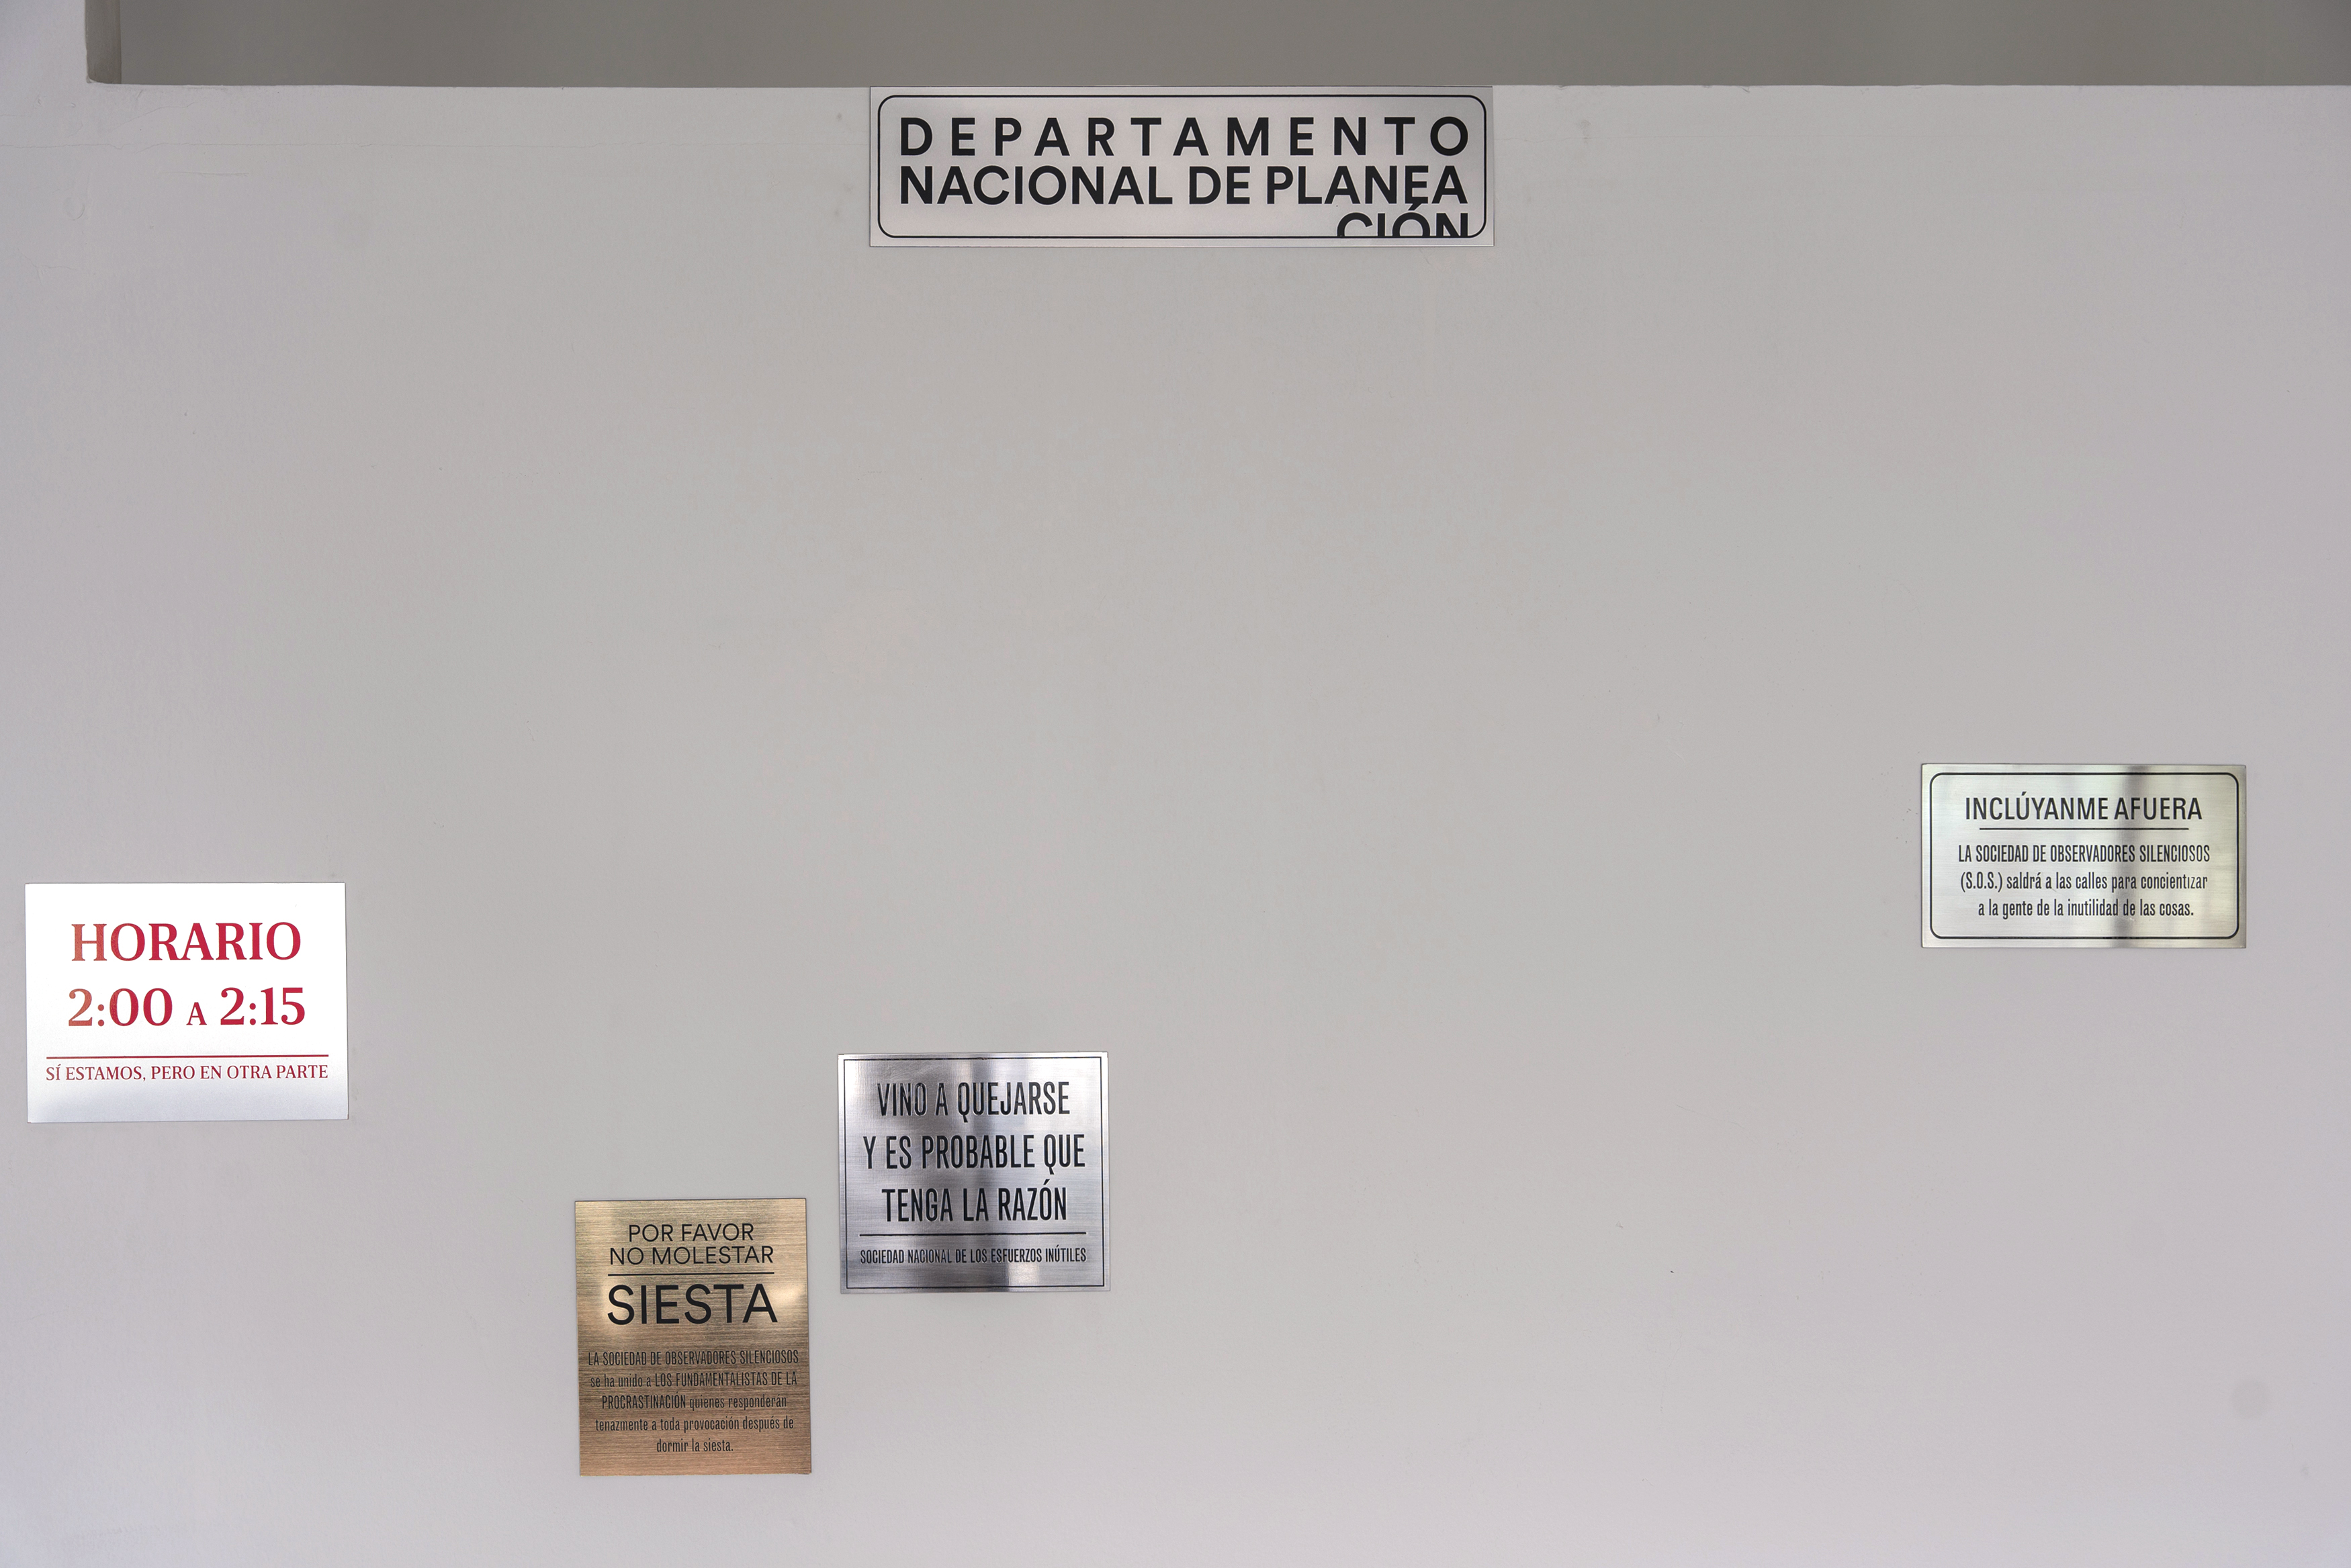 DEPARTAMENTO
NACIONAL DE PLANEA
CIÓN
INCLÚYANME AFUERA
LA SOCIEDAD DE OBSERVADORES SILENCIOSOS
(S.O.S.) saldrá a las calles para concientizar
a la gente de la inutilidad de las cosas.
HORARIO
2:00 A 2:15
SÍ ESTAMOS, PERO EN OTRA PARTE
VINO A QUEJARSE
Y ES PROBABLE QUE
TENGA LA RAZÓN
SOCIEDAD NACIONAL DE LOS ESFUERZOS INÚTILES
POR FAVOR
NO MOLESTAR
SIESTA
LA SOCIEDAD DE OBSERVADORES SILENCIOSOS
se ha unido a LOS FUNDAMENTALISTAS DE LA
PROCRASTINACIÓN quienes responderán
tenazmente a toda provocación después de
dormir la siesta.